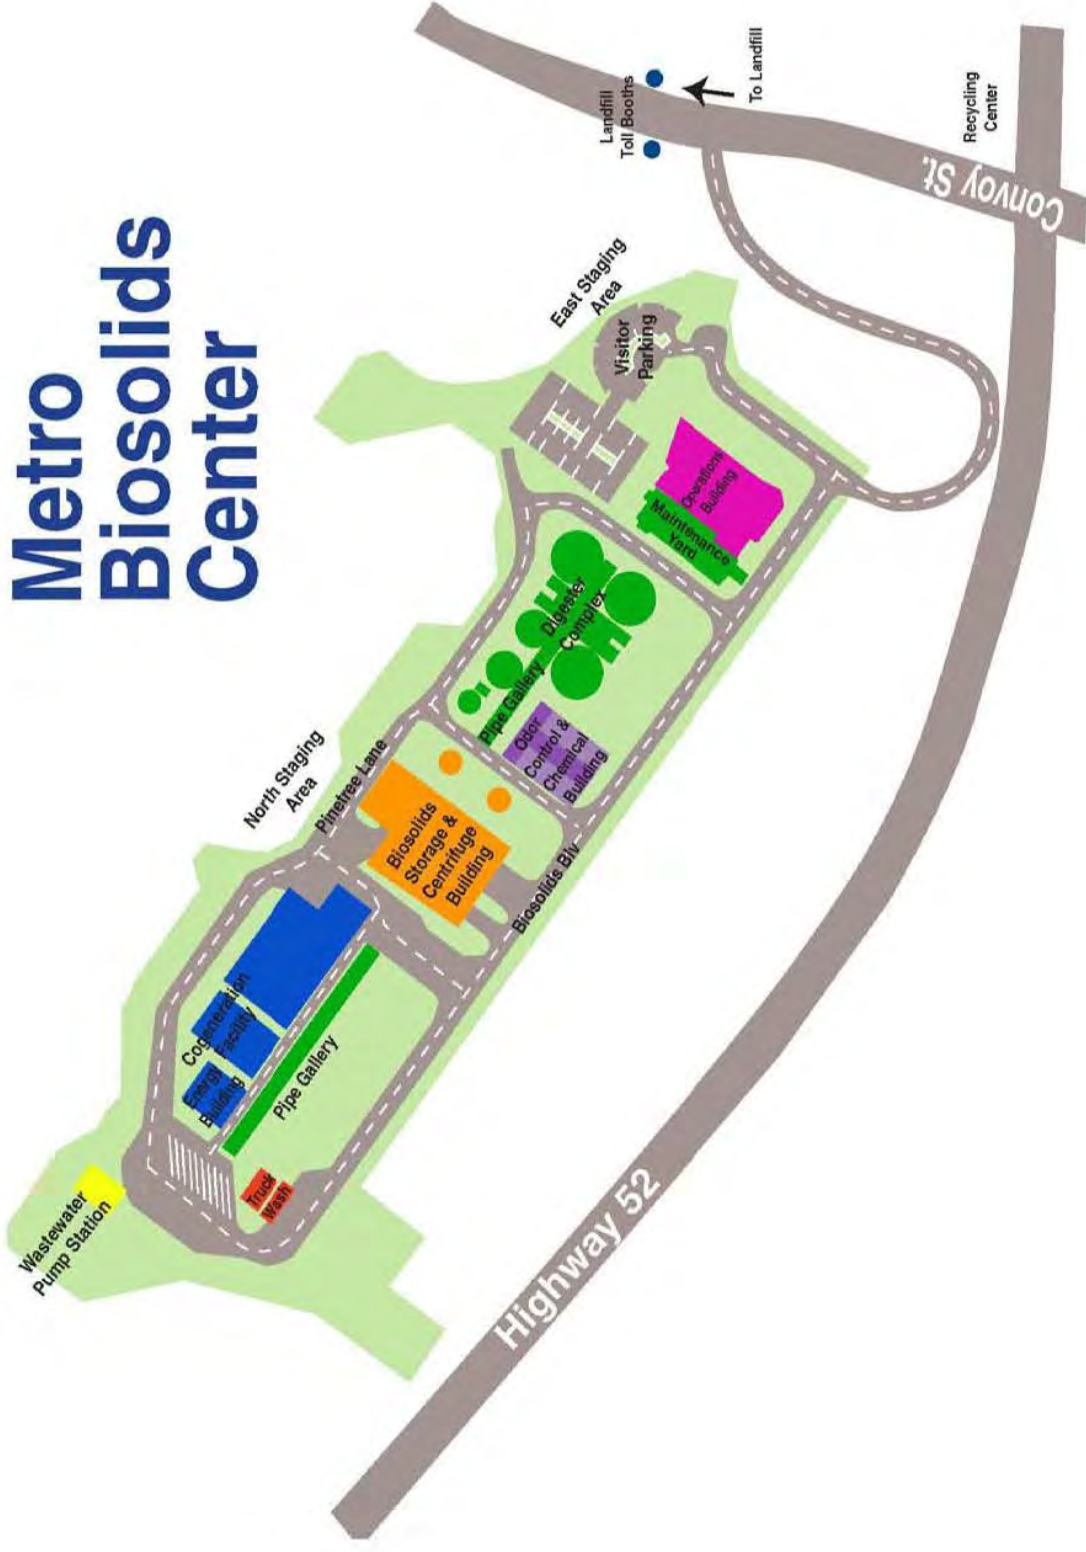 Metro
Biosolids
Center
Landfill
Toll Booths
To Landfill
Recycling
Center
Convoy St.
East Staging
Area
Visitor
Parking
Operations
Building
Maintenance
Yard
Digester
Complex
Pipe Gallery
Odor
Control &
Chemical
Building
North Staging
Area
Pinetree Lane
Biosolids
Storage &
Centrifuge
Building
Biosolids Blv
Cogeneration
Facility
Energy
Building
Pipe Gallery
Truck
Wash
Wastewater
Pump Station
Highway 52